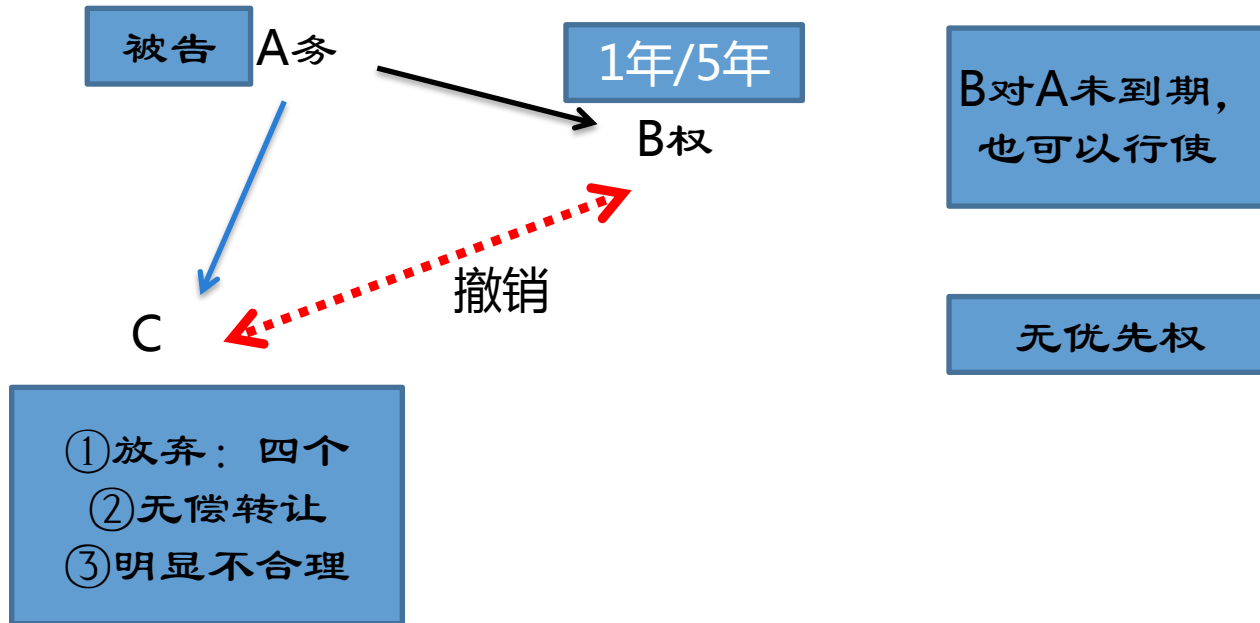 被告
A务
1年/5年
B权
B对A未到期，
也可以行使
撤销
C
无优先权
①放弃：四个
②无偿转让
③明显不合理